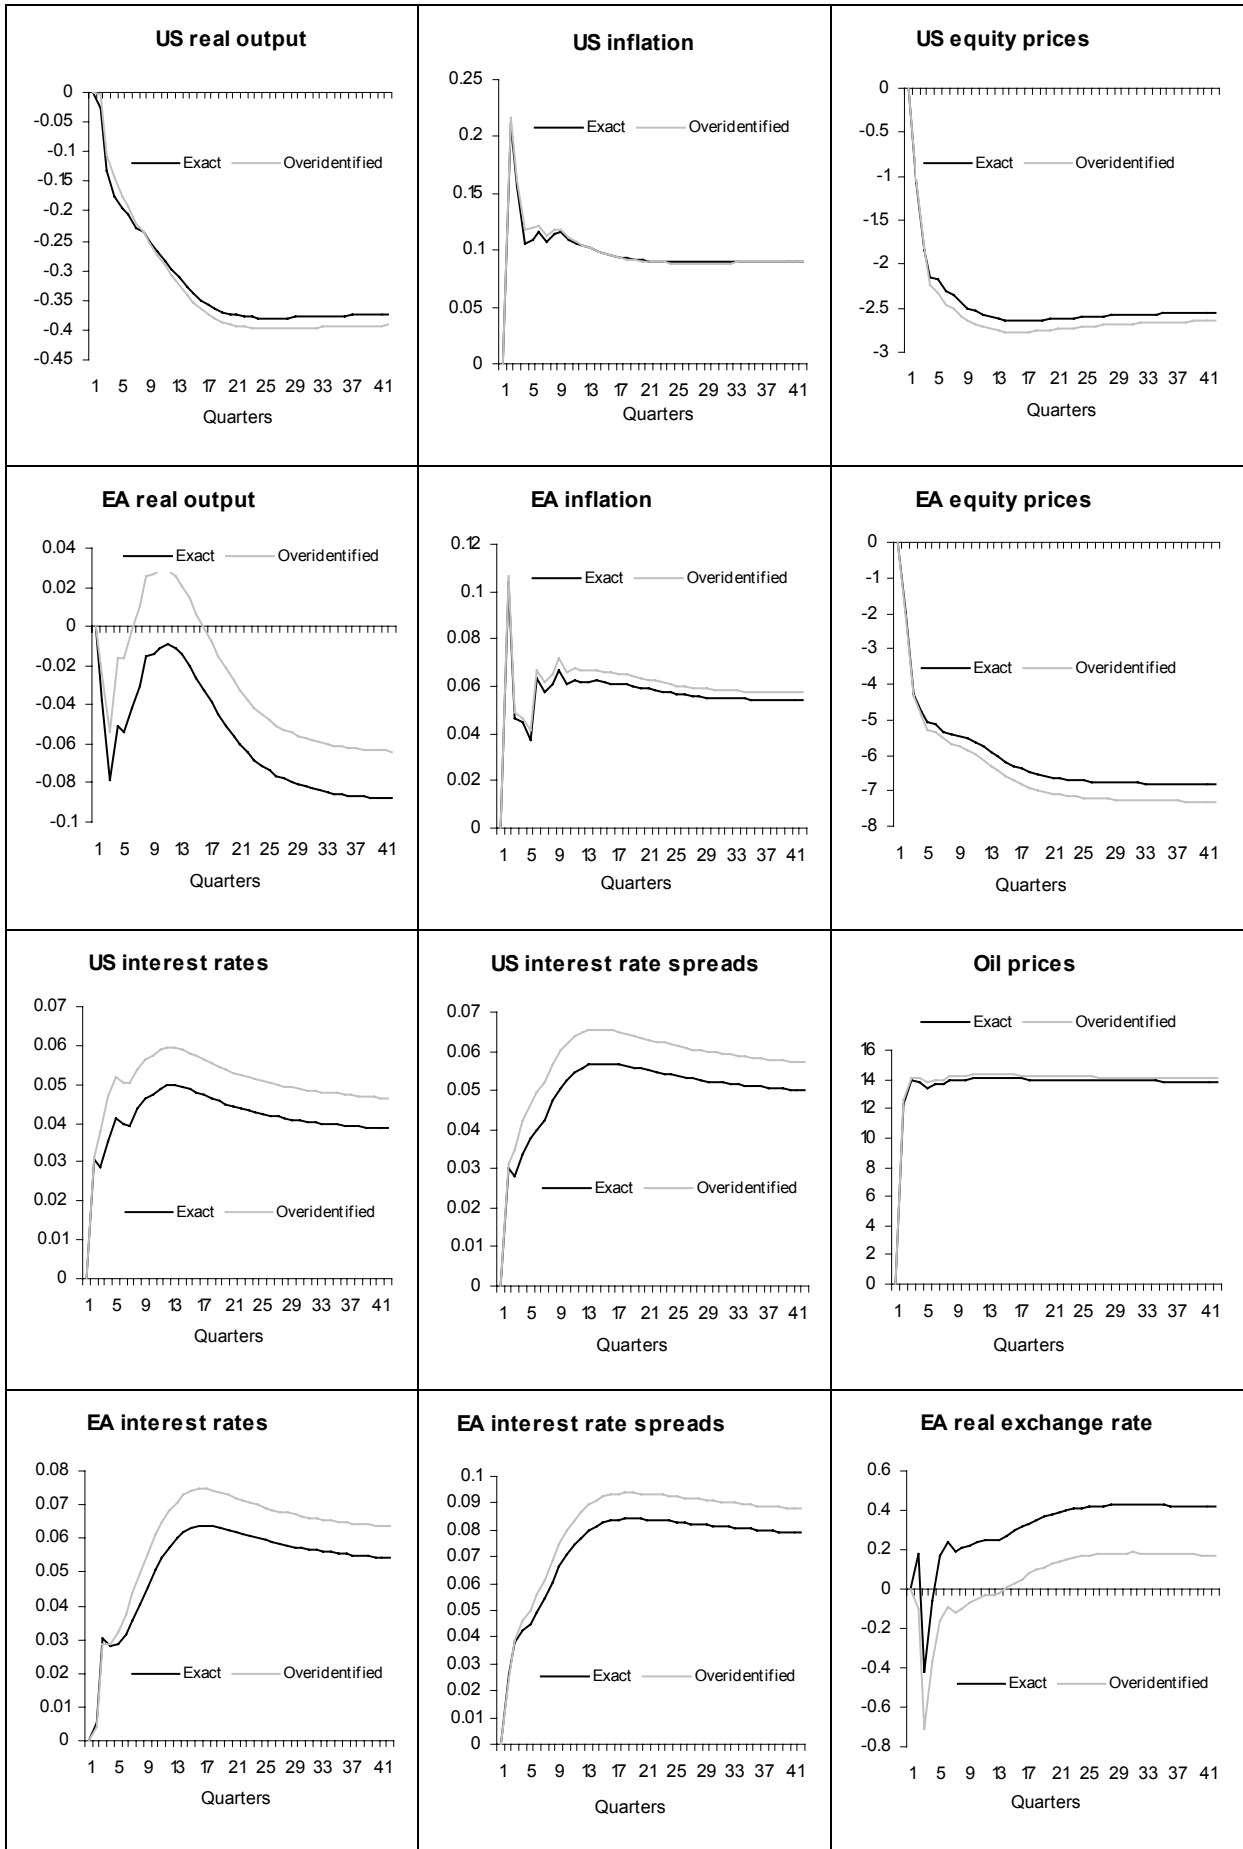 US real output
0
-0.05
-0.1
-0.15
-0.2
-0.25
-0.3
-0.35
-0.4
-0.45
Exact Overidentified
1 5 9 13 17 21 25 29 33 37 41
Quarters
US inflation
0.25
0.2
0.15
0.1
0.05
0
Exact Overidentified
1 5 9 13 17 21 25 29 33 37 41
Quarters
US equity prices
0
-0.5
-1
-1.5
-2
-2.5
-3
Exact Overidentified
1 5 9 13 17 21 25 29 33 37 41
Quarters
EA real output
0.04
0.02
0
-0.02
-0.04
-0.06
-0.08
-0.1
Exact Overidentified
1 5 9 13 17 21 25 29 33 37 41
Quarters
EA inflation
0.12
0.1
0.08
0.06
0.04
0.02
0
Exact Overidentified
1 5 9 13 17 21 25 29 33 37 41
Quarters
EA equity prices
0
-1
-2
-3
-4
-5
-6
-7
-8
Exact Overidentified
1 5 9 13 17 21 25 29 33 37 41
Quarters
US interest rates
0.07
0.06
0.05
0.04
0.03
0.02
0.01
0
Exact Overidentified
1 5 9 13 17 21 25 29 33 37 41
Quarters
US interest rate spreads
0.07
0.06
0.05
0.04
0.03
0.02
0.01
0
Exact Overidentified
1 5 9 13 17 21 25 29 33 37 41
Quarters
Oil prices
Exact Overidentified
16
14
12
10
8
6
4
2
0
1 5 9 13 17 21 25 29 33 37 41
Quarters
EA interest rates
0.08
0.07
0.06
0.05
0.04
0.03
0.02
0.01
0
Exact Overidentified
1 5 9 13 17 21 25 29 33 37 41
Quarters
EA interest rate spreads
0.1
0.09
0.08
0.07
0.06
0.05
0.04
0.03
0.02
0.01
0
Exact Overidentified
1 5 9 13 17 21 25 29 33 37 41
Quarters
EA real exchange rate
0.6
0.4
0.2
0
-0.2
-0.4
-0.6
-0.8
Exact Overidentified
1 5 9 13 17 21 25 29 33 37 41
Quarters